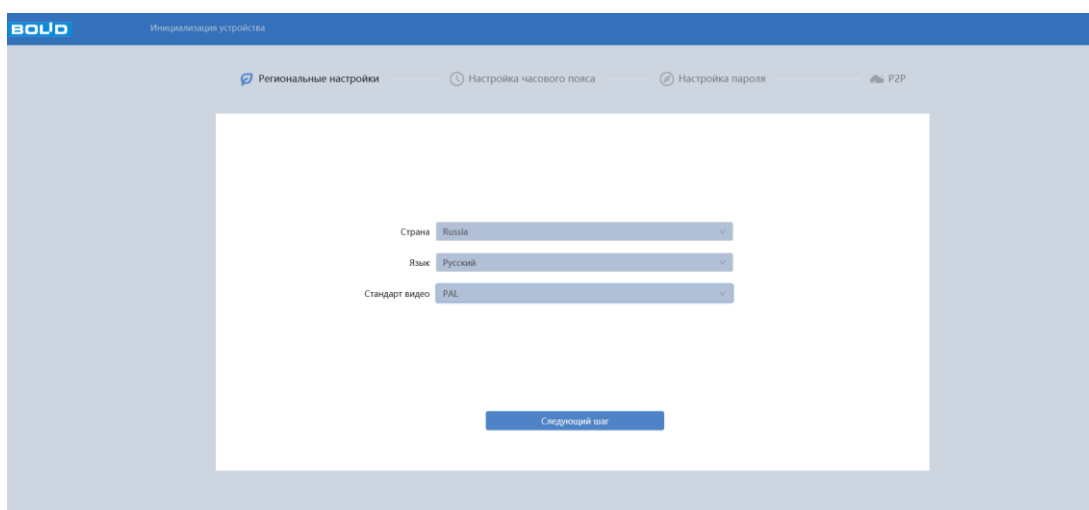 BOLID
Инициализация устройства
Региональные настройки
Настройка часового пояса
Настройка пароля
P2P
Страна Russia
Язык Русский
Стандарт видео PAL
Следующий шаг